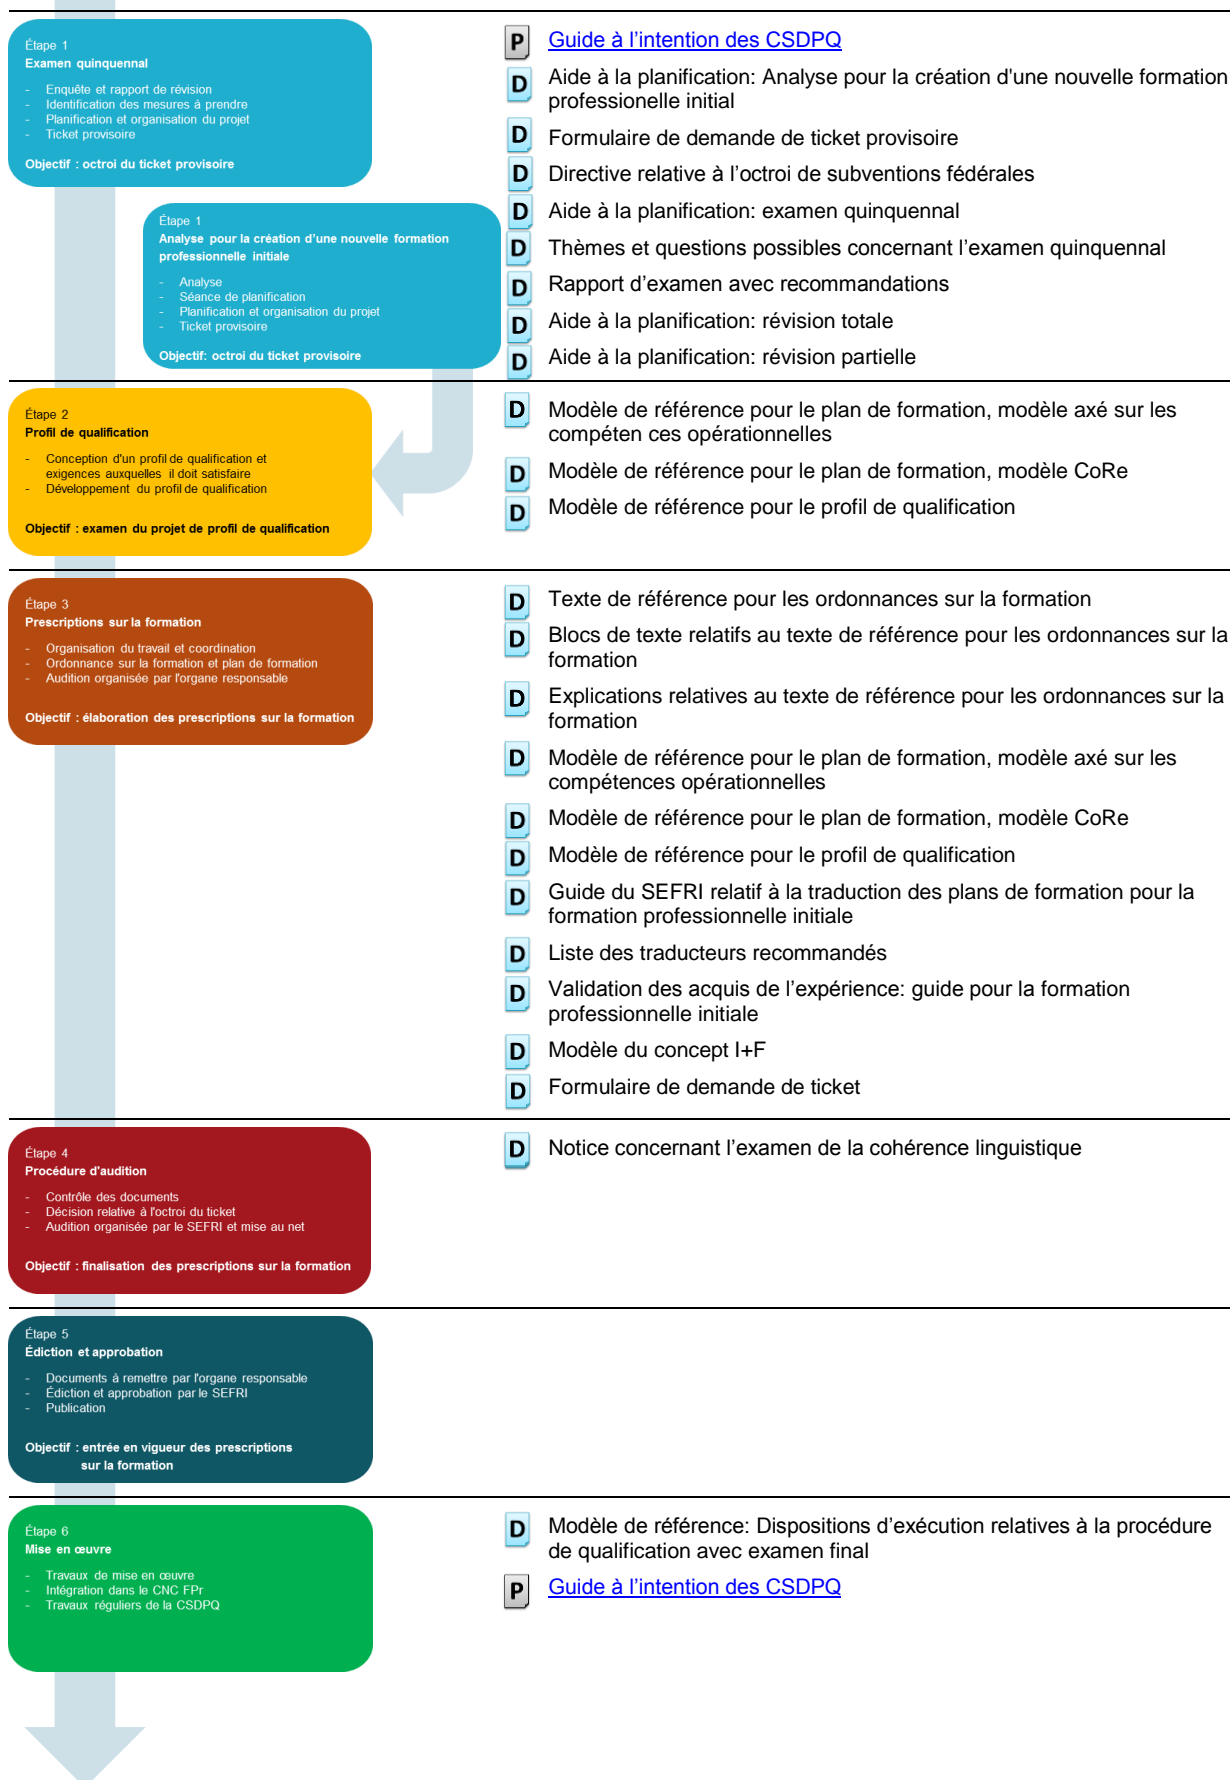 Étape 1
Examen quinquennal
- Enquête et rapport de révision
- Identification des mesures à prendre
- Planification et organisation du projet
- Ticket provisoire
Objectif : octroi du ticket provisoire
Étape 1
Analyse pour la création d'une nouvelle formation
professionnelle initiale
- Analyse
- Séance de planification
- Planification et organisation du projet
- Ticket provisoire
Objectif: octroi du ticket provisoire
P Guide à l'intention des CSDPQ
D Aide à la planification: Analyse pour la création d'une nouvelle formation
professionelle initial
D Formulaire de demande de ticket provisoire
D Directive relative à l'octroi de subventions fédérales
D Aide à la planification: examen quinquennal
D Thèmes et questions possibles concernant l'examen quinquennal
D Rapport d'examen avec recommandations
D Aide à la planification: révision totale
D Aide à la planification: révision partielle
Étape 2
Profil de qualification
- Conception d'un profil de qualification et
exigences auxquelles il doit satisfaire
- Développement du profil de qualification
Objectif : examen du projet de profil de qualification
D Modèle de référence pour le plan de formation, modèle axé sur les
compéten ces opérationnelles
D Modèle de référence pour le plan de formation, modèle CoRe
D Modèle de référence pour le profil de qualification
Étape 3
Prescriptions sur la formation
- Organisation du travail et coordination
- Ordonnance sur la formation et plan de formation
- Audition organisée par l'organe responsable
Objectif : élaboration des prescriptions sur la formation
D Texte de référence pour les ordonnances sur la formation
D Blocs de texte relatifs au texte de référence pour les ordonnances sur la
formation
D Explications relatives au texte de référence pour les ordonnances sur la
formation
D Modèle de référence pour le plan de formation, modèle axé sur les
compétences opérationnelles
D Modèle de référence pour le plan de formation, modèle CoRe
D Modèle de référence pour le profil de qualification
D Guide du SEFRI relatif à la traduction des plans de formation pour la
formation professionnelle initiale
D Liste des traducteurs recommandés
D Validation des acquis de l'expérience: guide pour la formation
professionnelle initiale
D Modèle du concept I+F
D Formulaire de demande de ticket
Étape 4
Procédure d'audition
- Contrôle des documents
- Décision relative à l'octroi du ticket
- Audition organisée par le SEFRI et mise au net
Objectif : finalisation des prescriptions sur la formation
D Notice concernant l'examen de la cohérence linguistique
Étape 5
Édiction et approbation
- Documents à remettre par l'organe responsable
- Édiction et approbation par le SEFRI
- Publication
Objectif : entrée en vigueur des prescriptions
sur la formation
Étape 6
Mise en œuvre
- Travaux de mise en œuvre
- Intégration dans le CNC FPr
- Travaux réguliers de la CSDPQ
D Modèle de référence: Dispositions d'exécution relatives à la procédure
de qualification avec examen final
P Guide à l'intention des CSDPQ